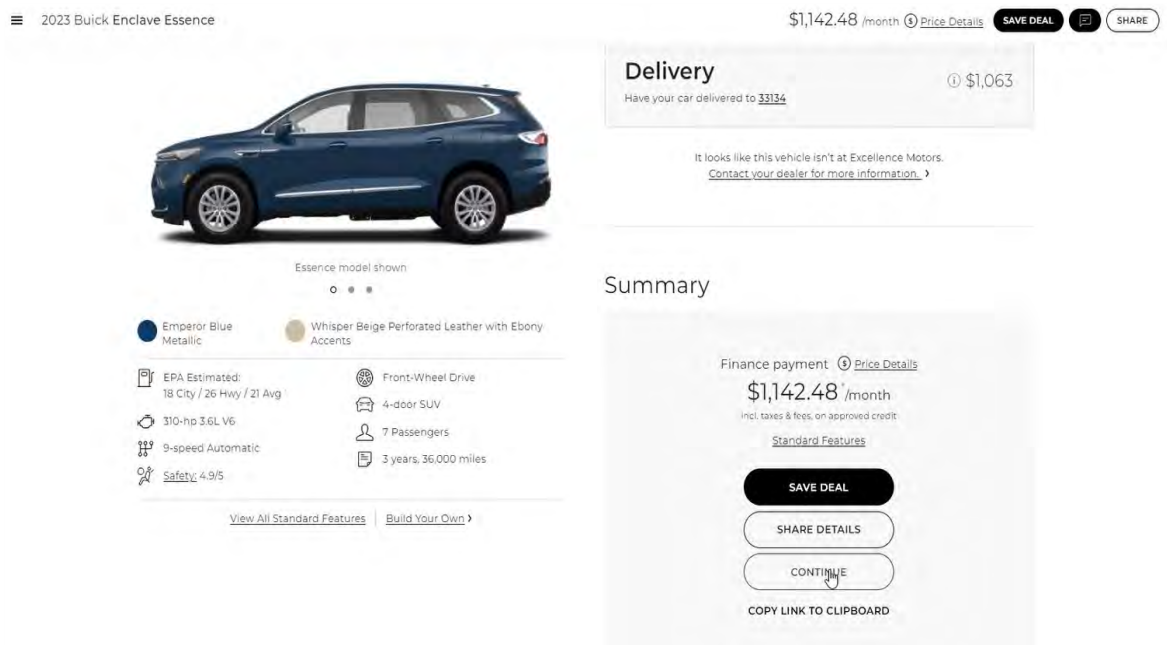 2023 Buick Enclave Essence
$1,142.48 /month $ Price Details SAVE DEAL SHARE
Essence model shown
Emperor Blue
Metallic
Whisper Beige Perforated Leather with Ebony
Accents
EPA Estimated:
18 City / 26 Hwy / 21 Avg
310-hp 3.6L V6
9-speed Automatic
Safety: 4.9/5
Front-Wheel Drive
4-door SUV
7 Passengers
3 years, 36,000 miles
View All Standard Features
Build Your Own ›
Delivery
$1,063
Have your car delivered to 33134
It looks like this vehicle isn't at Excellence Motors.
Contact your dealer for more information. ›
Summary
Finance payment $ Price Details
$1,142.48*/month
incl. taxes & fees, on approved credit
Standard Features
SAVE DEAL
SHARE DETAILS
CONTINUE
COPY LINK TO CLIPBOARD